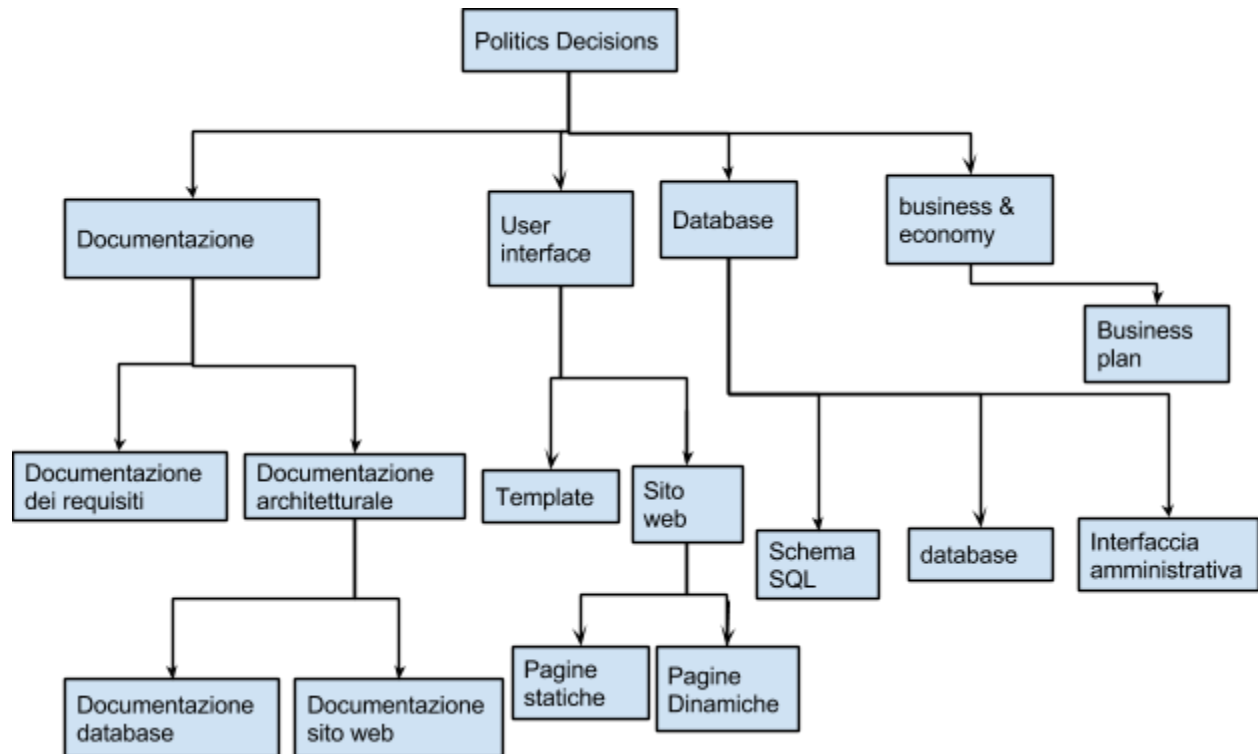 Politics Decisions
Documentazione
User
interface
Database
business &
economy
Business
plan
Documentazione
dei requisiti
Documentazione
architetturale
Template
Sito
web
Schema
SQL
database
Interfaccia
amministrativa
Documentazione
database
Documentazione
sito web
Pagine
statiche
Pagine
Dinamiche